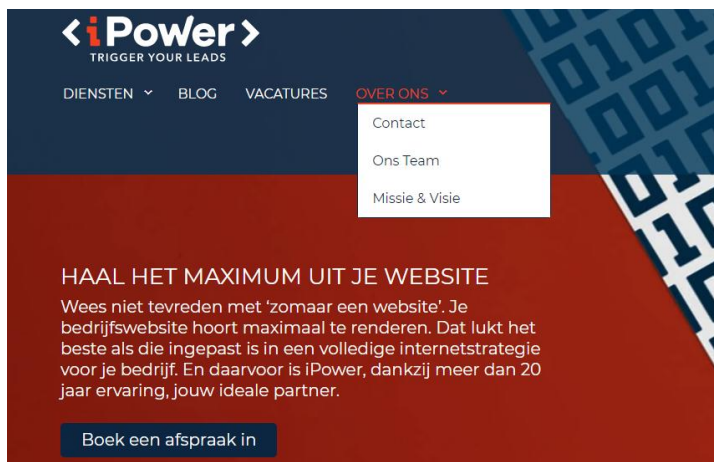 <iPower>
TRIGGER YOUR LEADS
DIENSTEN BLOG VACATURES OVER ONS
Contact
Ons Team
Missie & Visie
HAAL HET MAXIMUM UIT JE WEBSITE
Wees niet tevreden met ‘zomaar een website’. Je
bedrijfswebsite hoort maximaal te renderen. Dat lukt het
beste als die ingepast is in een volledige internetstrategie
voor je bedrijf. En daarvoor is iPower, dankzij meer dan 20
jaar ervaring, jouw ideale partner.
Boek een afspraak in